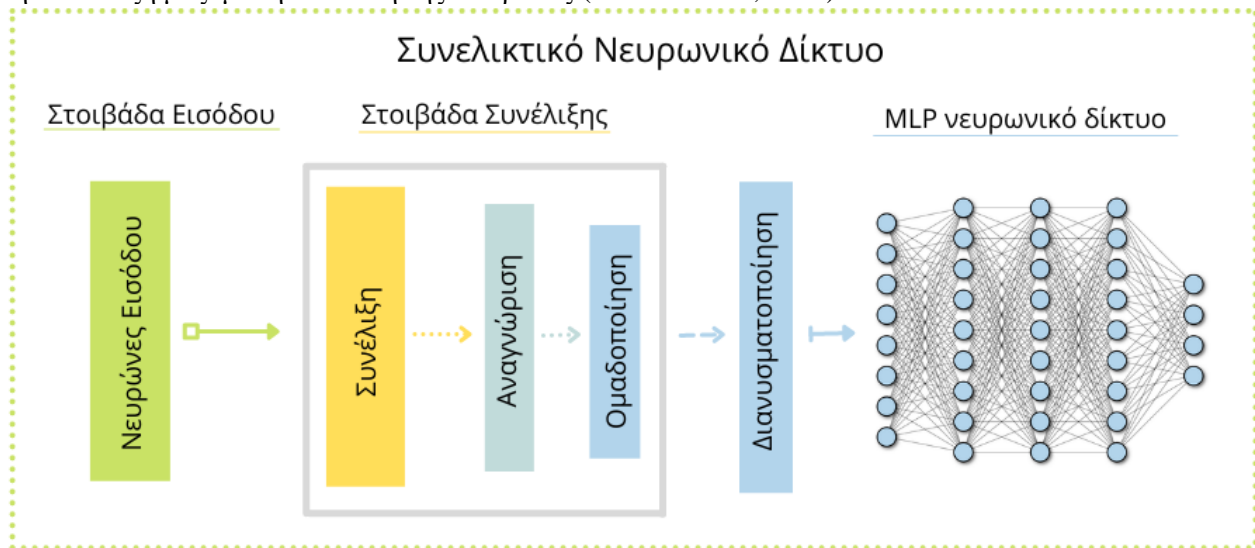 Συνελικτικό Νευρωνικό Δίκτυο
Στοιβάδα Εισόδου
Στοιβάδα Συνέλιξης
MLP νευρωνικό δίκτυο
Νευρώνες Εισόδου
Συνέλιξη
Αναγνώριση
Ομαδοποίηση
Διανυσματοποίηση